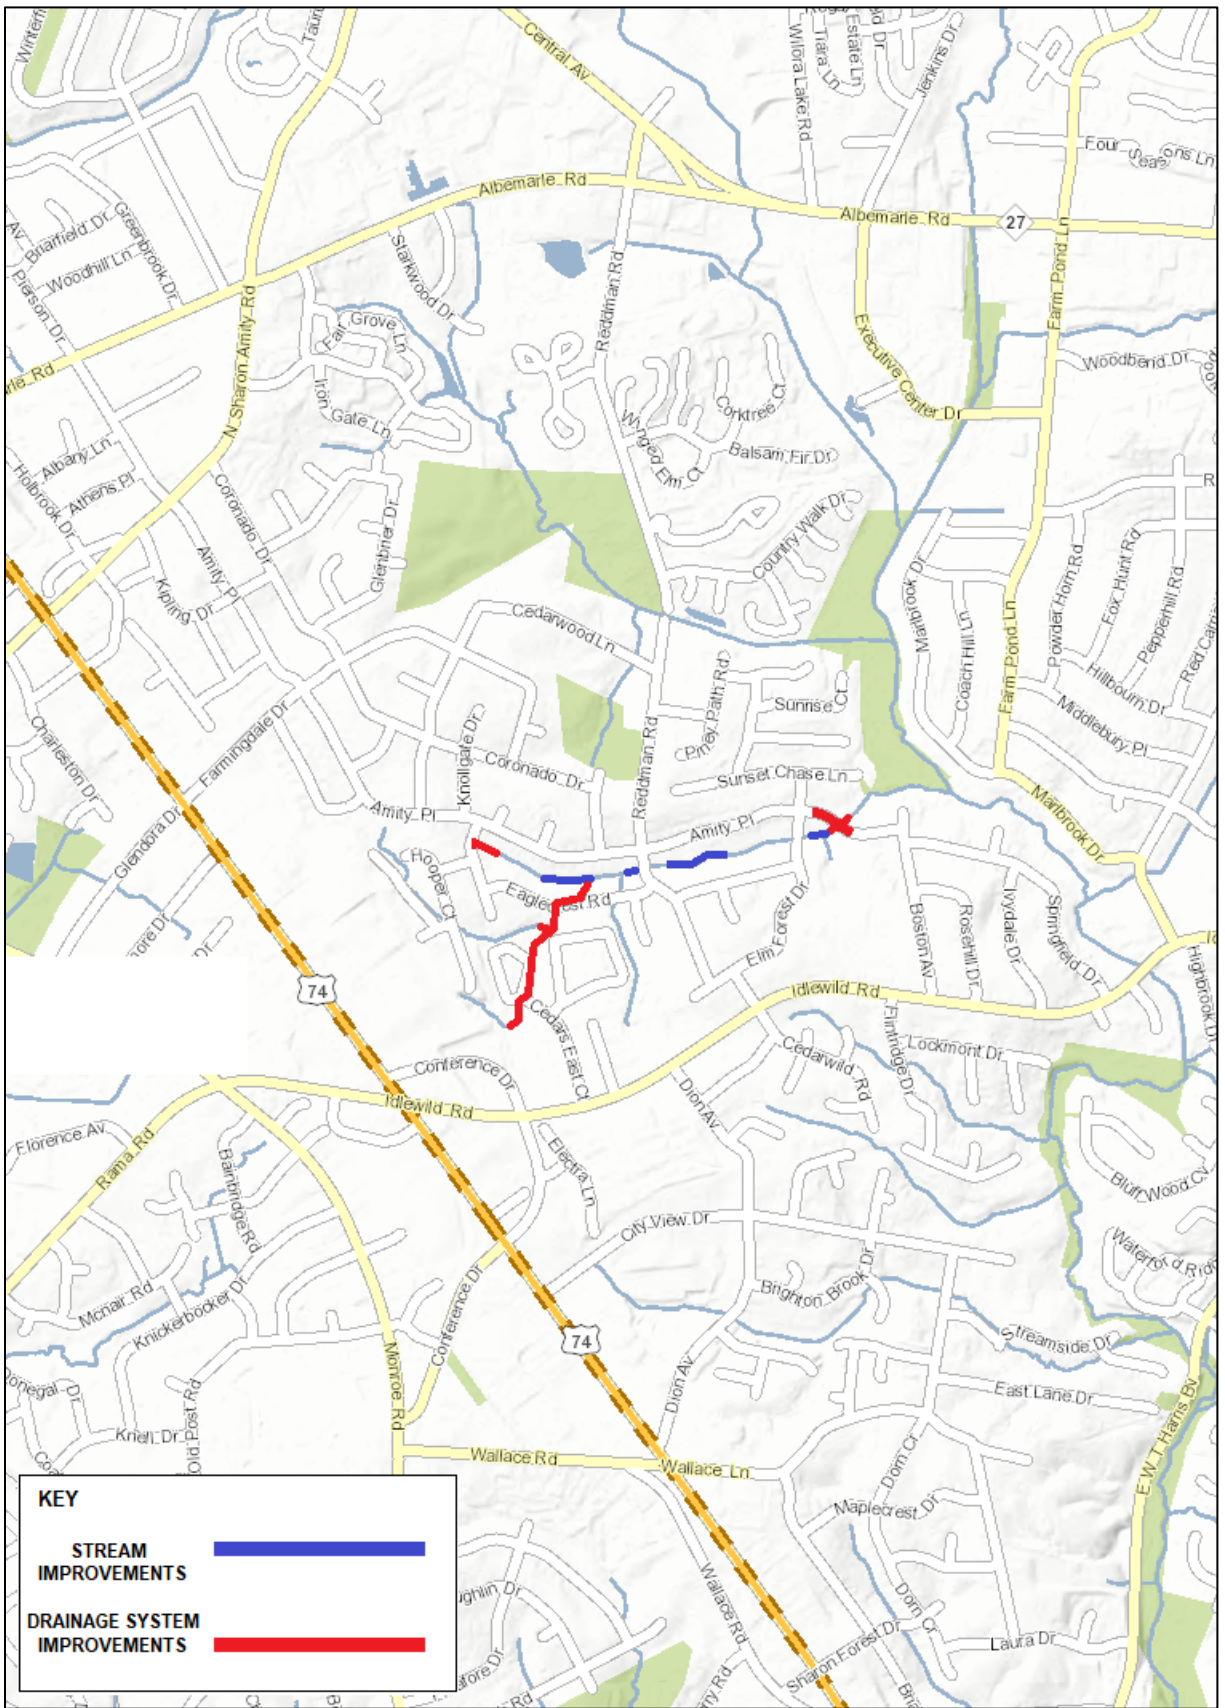 Central Av
Wilora Lake Rd
Tiara Ln
Estate Ln
Jenkins Dr
Four Seasons Ln
Albemarle Rd
Albemarle Rd
27
Briarfield Dr
Greenbrook Dr
Woodhill Ln
Pierson Dr
Starkwood Dr
N Sharon Amity Rd
Reddman Rd
Farm Pond Ln
Fair Grove Ln
Iron Gate Ln
Executive Center Dr
Woodbend Dr
Corktree Ct
Winged Elm Ct
Balsam Fir Dr
Albany Ln
Athens Pl
Holbrook Dr
Coronado Dr
Glenbrier Dr
Country Walk Dr
Amity Pl
Kipling Dr
Cedarwood Ln
Marlbrook Dr
Coach Hill Ln
Farm Pond Ln
Powder Horn Rd
Fox Hunt Rd
Pepperhill Rd
Hillbourn Dr
Middlebury Pl
Piney Path Rd
Sunrise Ct
Sunset Chase Ln
Charleston Dr
Farmingdale Dr
Glendora Dr
Knollgate Dr
Coronado Dr
Reddman Rd
Amity Pl
Amity Pl
Marlbrook Dr
Hooper Ct
Eaglecrest Rd
Elm Forest Dr
Boston Av
Rosehill Dr
Ivydale Dr
Springfield Dr
Highbrook Dr
74
Idlewild Rd
Cedars East Ct
Flintridge Dr
Lockmont Dr
Cedarwild Rd
Conference Dr
Idlewild Rd
Dion Av
Florence Av
Rama Rd
Bainbridge Rd
Electra Ln
Bluff Wood Cv
City View Dr
Brighton Brook Dr
Mcnair Rd
Knickerbocker Dr
Conference Dr
74
Streamside Dr
Donegal Dr
Monroe Rd
Old Post Rd
Dion Av
East Lane Dr
Knell Dr
Wallace Rd
Wallace Ln
Dorn Cr
E W T Harris Bv
Maplecrest Dr
KEY
STREAM
IMPROVEMENTS
DRAINAGE SYSTEM
IMPROVEMENTS
Wallace Rd
Dorn Cr
Laura Dr
Sharon Forest Dr